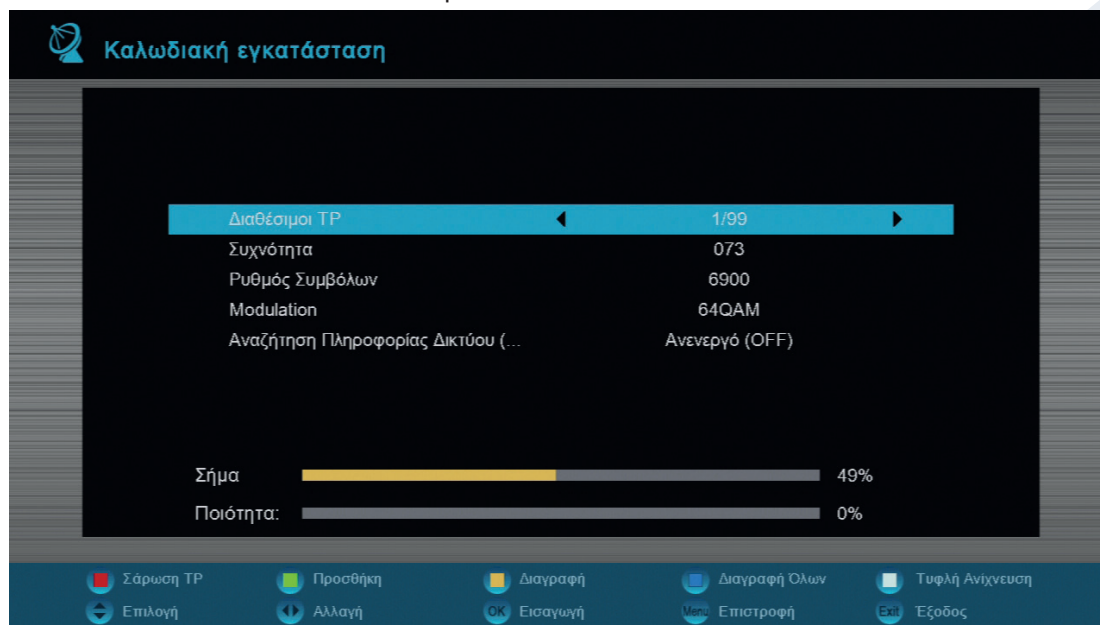 Καλωδιακή εγκατάσταση
Διαθέσιμοι TP 1/99
Συχνότητα 073
Ρυθμός Συμβόλων 6900
Modulation 64QAM
Αναζήτηση Πληροφορίας Δικτύου (... Ανενεργό (OFF)
Σήμα 49%
Ποιότητα: 0%
Σάρωση TP Προσθήκη Διαγραφή Διαγραφή Όλων Τυφλή Ανίχνευση
Επιλογή Αλλαγή OK Εισαγωγή Menu Επιστροφή Exit Έξοδος